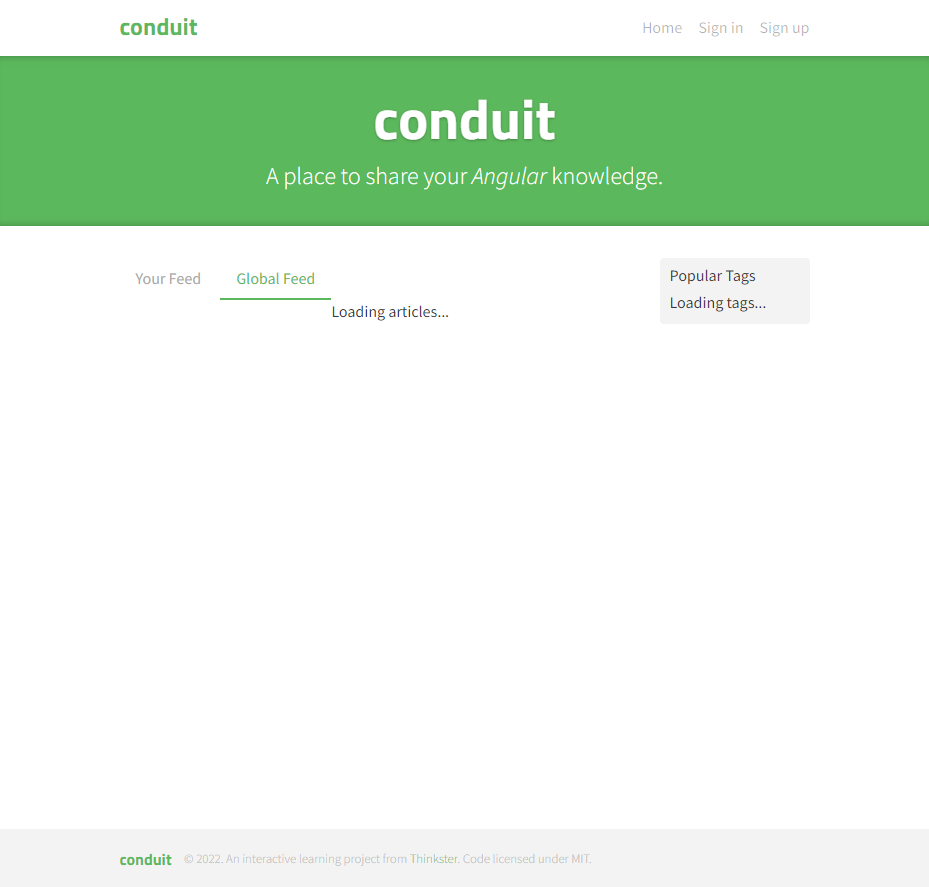 conduit
Home Sign in Sign up
conduit
A place to share your Angular knowledge.
Your Feed Global Feed
Loading articles...
Popular Tags
Loading tags...
conduit © 2022. An interactive learning project from Thinkster. Code licensed under MIT.